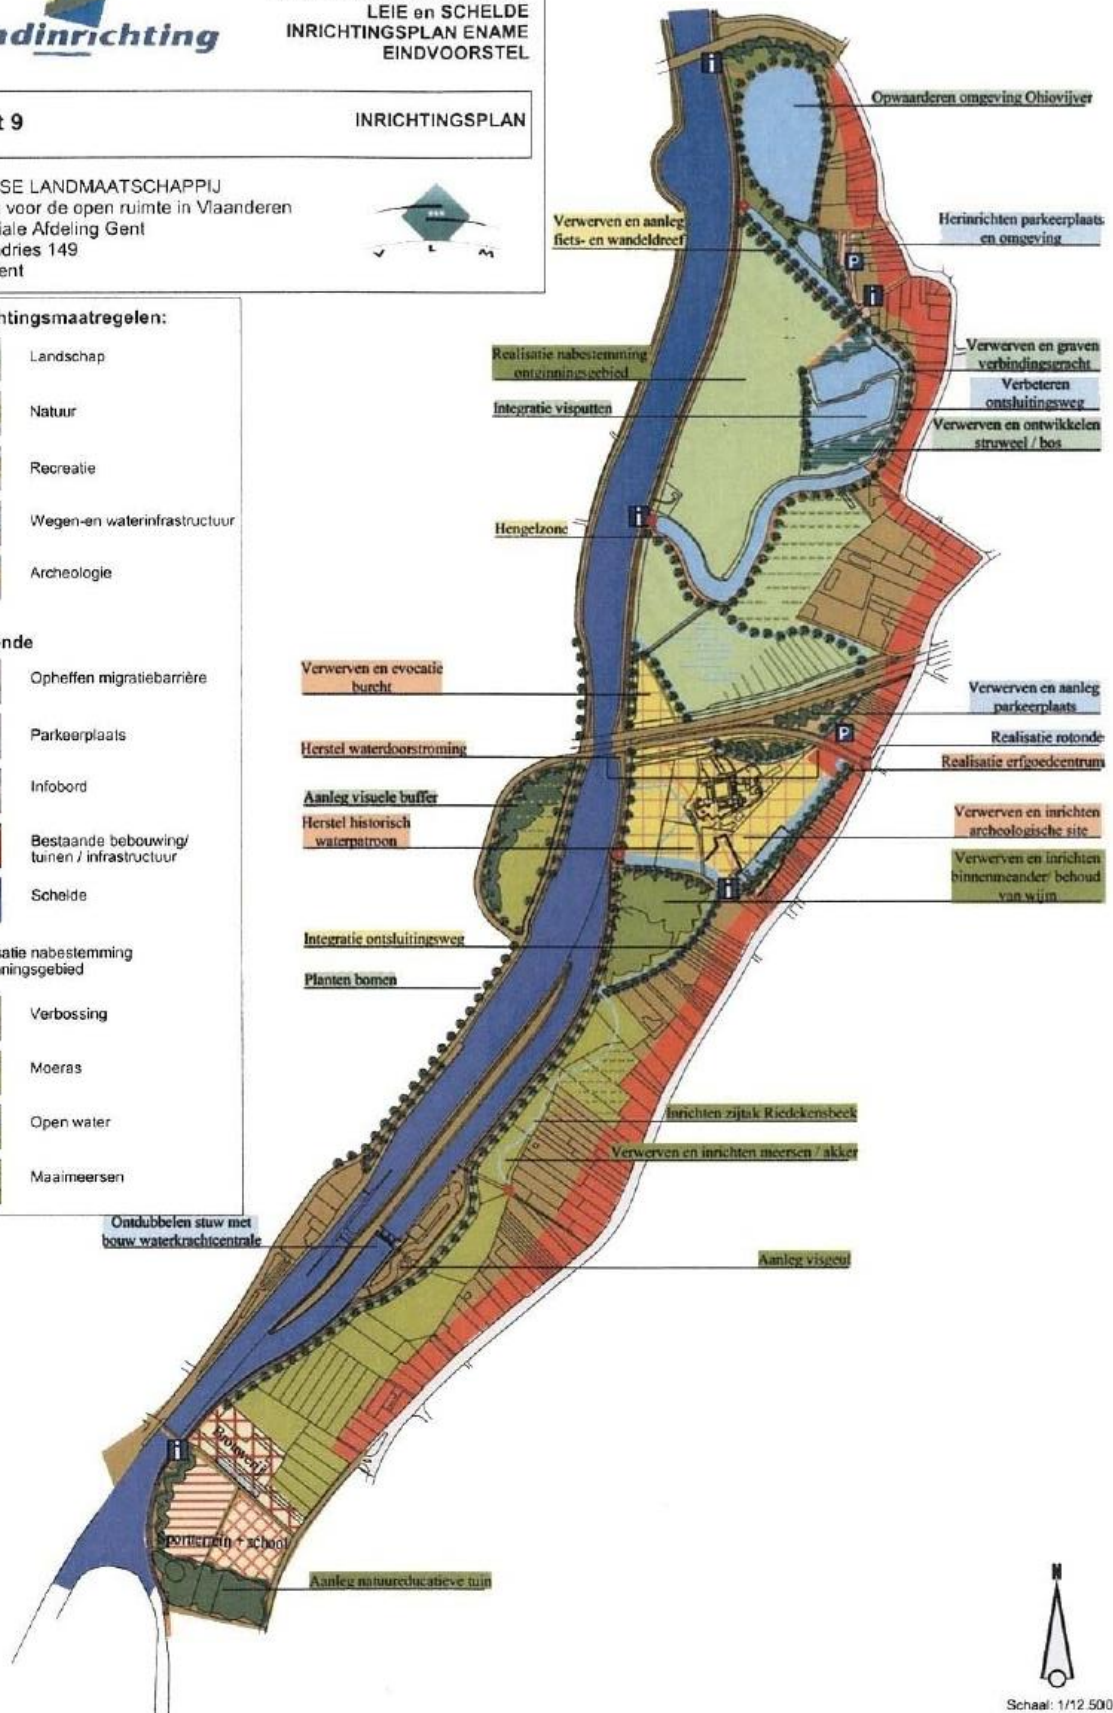 LEIE en SCHELDE
ndinrichting
INRICHTINGSPLAN ENAME
EINDVOORSTEL
t 9
INRICHTINGSPLAN
SE LANDMAATSCHAPPIJ
voor de open ruimte in Vlaanderen
iale Afdeling Gent
dries 149
ent
V L M
htingsmaatregelen:
Landschap
Natuur
Recreatie
Wegen-en waterinfrastructuur
Archeologie
nde
Opheffen migratiebarrière
Parkeerplaats
Infobord
Bestaande bebouwing/
tuinen / infrastructuur
Schelde
satie nabestemming
ningsgebied
Verbossing
Moeras
Open water
Maaimeersen
i
Opwaarderen omgeving Ohiovijver
Verwerven en aanleg
fiets- en wandeldreef
Herinrichten parkeerplaats
en omgeving
P
i
Realisatie nabestemming
ontginningsgebied
Integratie visputten
Verwerven en graven
verbindingsgracht
Verbeteren
ontsluitingsweg
Verwerven en ontwikkelen
struweel / bos
i
Hengelzone
Verwerven en evocatie
burcht
Verwerven en aanleg
parkeerplaats
P
Realisatie rotonde
Herstel waterdoorstroming
Realisatie erfgoedcentrum
Aanleg visuele buffer
Herstel historisch
waterpatroon
Verwerven en inrichten
archeologische site
Verwerven en inrichten
binnenmeander/ behoud
van wijm
i
Integratie ontsluitingsweg
Planten bomen
Inrichten zijtak Riedekensbeek
Verwerven en inrichten meersen / akker
Ontdubbelen stuw met
bouw waterkrachtcentrale
Aanleg visgeul
i
Brouwerij
Sportterrein + school
Aanleg natuureducatieve tuin
N
Schaal: 1/12.500